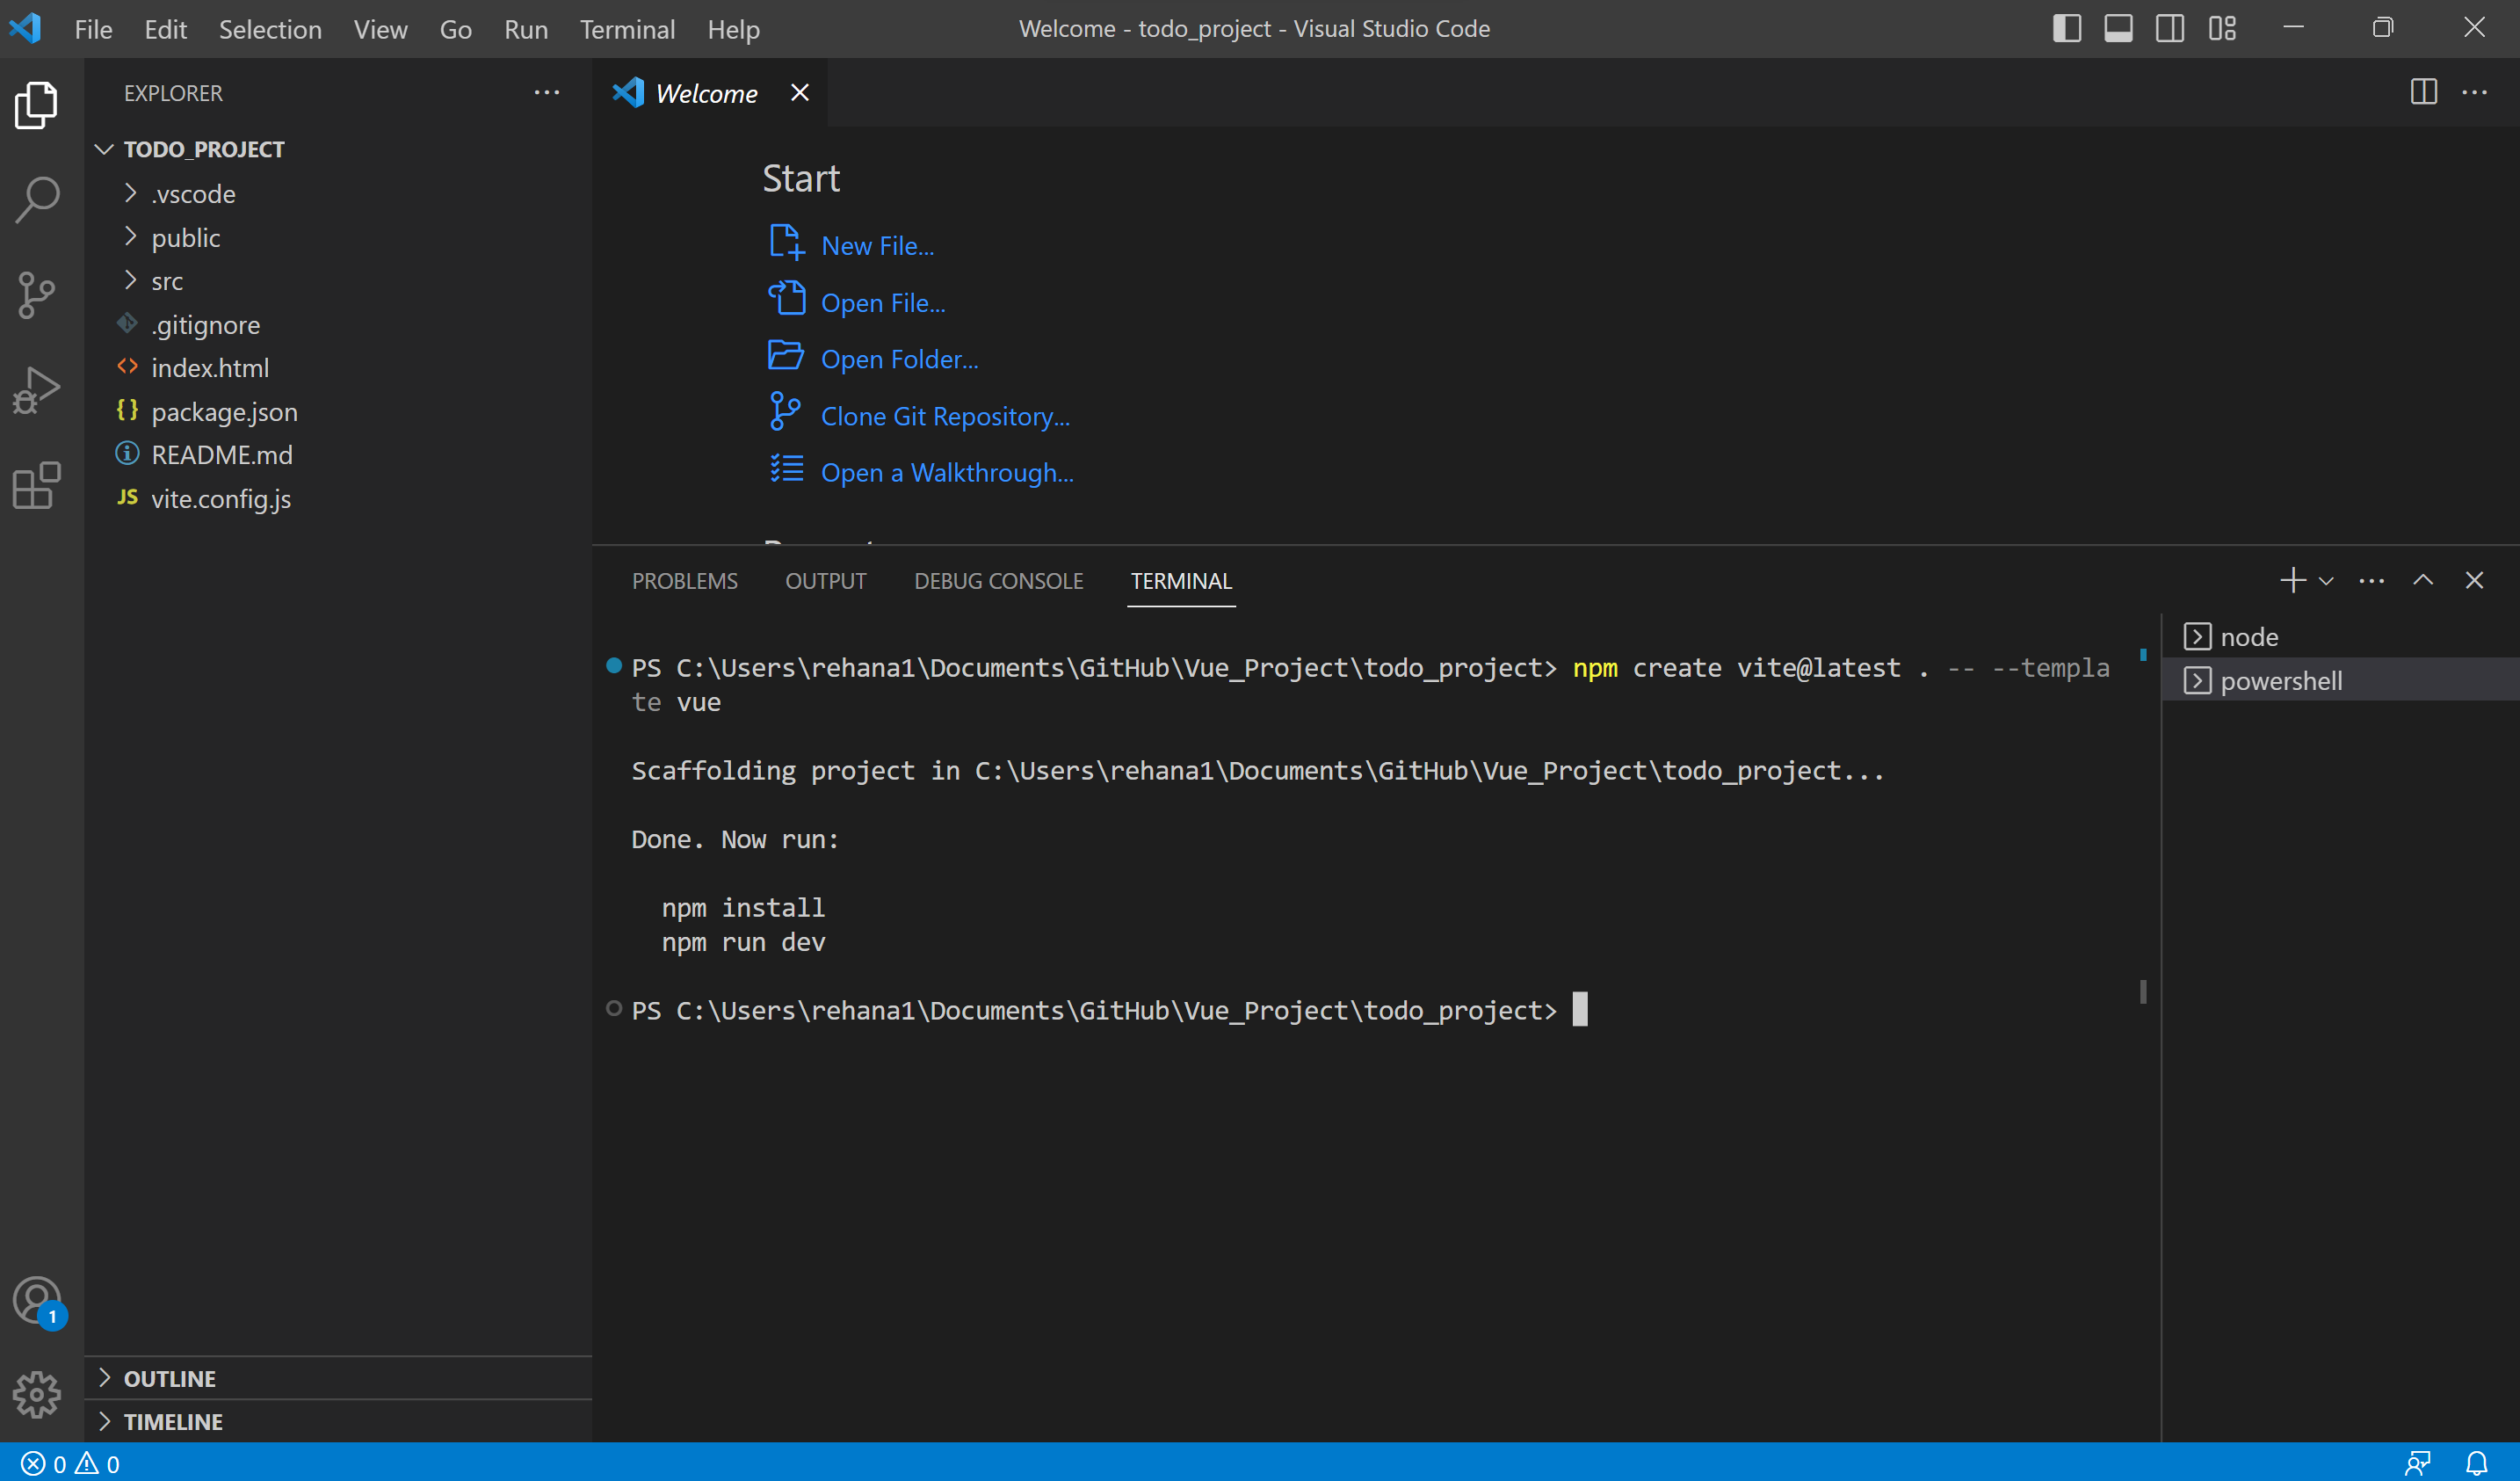 File Edit Selection View Go Run Terminal Help
Welcome - todo_project - Visual Studio Code
EXPLORER
TODO_PROJECT
.vscode
public
src
.gitignore
index.html
{} package.json
README.md
JS vite.config.js
OUTLINE
TIMELINE
Welcome
Start
New File...
Open File...
Open Folder...
Clone Git Repository...
Open a Walkthrough...
PROBLEMS OUTPUT DEBUG CONSOLE TERMINAL
PS C:\Users\rehana1\Documents\GitHub\Vue_Project\todo_project> npm create vite@latest . -- --templa
te vue
Scaffolding project in C:\Users\rehana1\Documents\GitHub\Vue_Project\todo_project...
Done. Now run:
npm install
npm run dev
PS C:\Users\rehana1\Documents\GitHub\Vue_Project\todo_project>
node
powershell
1
0 0